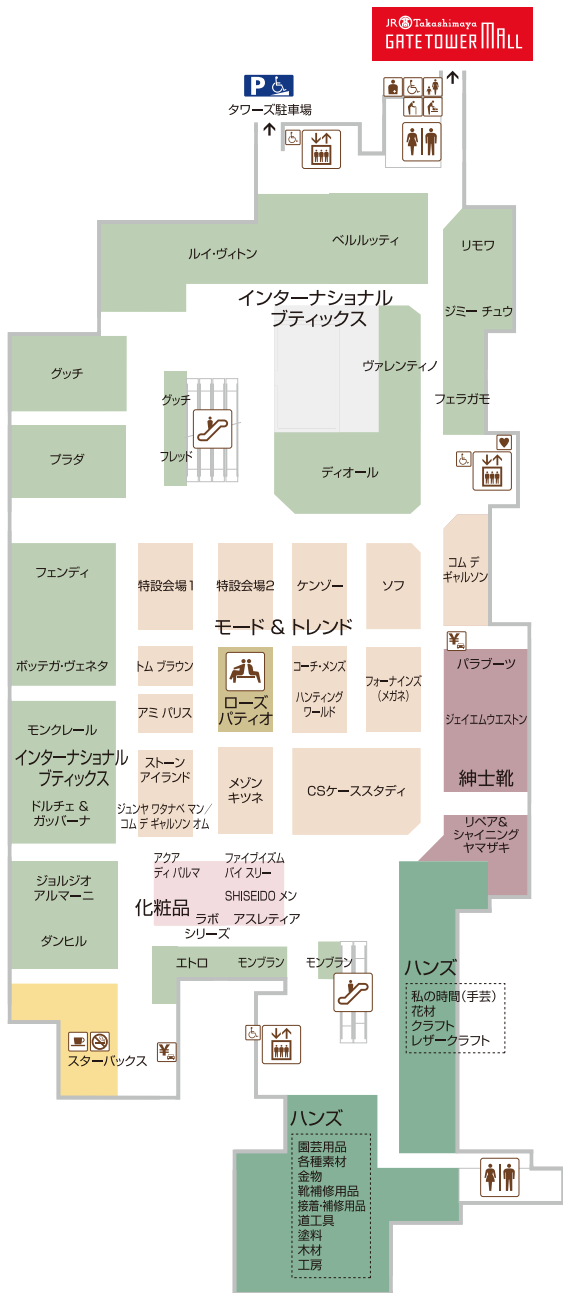 JR 髙 Takashimaya
GATETOWER MALL
P
タワーズ駐車場
ルイ・ヴィトン
ベルルッティ
リモワ
インターナショナル
ブティックス
ジミー チュウ
ヴァレンティノ
グッチ
グッチ
フェラガモ
プラダ
フレッド
ディオール
フェンディ
特設会場1
特設会場2
ケンゾー
ソフ
コム デ
ギャルソン
モード & トレンド
¥
ボッテガ・ヴェネタ
トム ブラウン
コーチ・メンズ
フォーナインズ
(メガネ)
パラブーツ
ローズ
パティオ
ハンティング
ワールド
アミ パリス
ジェイエムウエストン
モンクレール
インターナショナル
ブティックス
ストーン
アイランド
メゾン
キツネ
CSケーススタディ
紳士靴
ドルチェ &
ガッバーナ
ジュンヤ ワタナベ マン/
コム デ ギャルソン オム
リペア&
シャイニング
ヤマザキ
アクア
ディ パルマ
ファイブイズム
バイ スリー
ジョルジオ
アルマーニ
SHISEIDO メン
化粧品
ラボ
シリーズ
アスレティア
ダンヒル
エトロ
モンブラン
モンブラン
ハンズ
私の時間(手芸)
花材
クラフト
レザークラフト
スターバックス
¥
ハンズ
園芸用品
各種素材
金物
靴補修用品
接着・補修用品
道工具
塗料
木材
工房